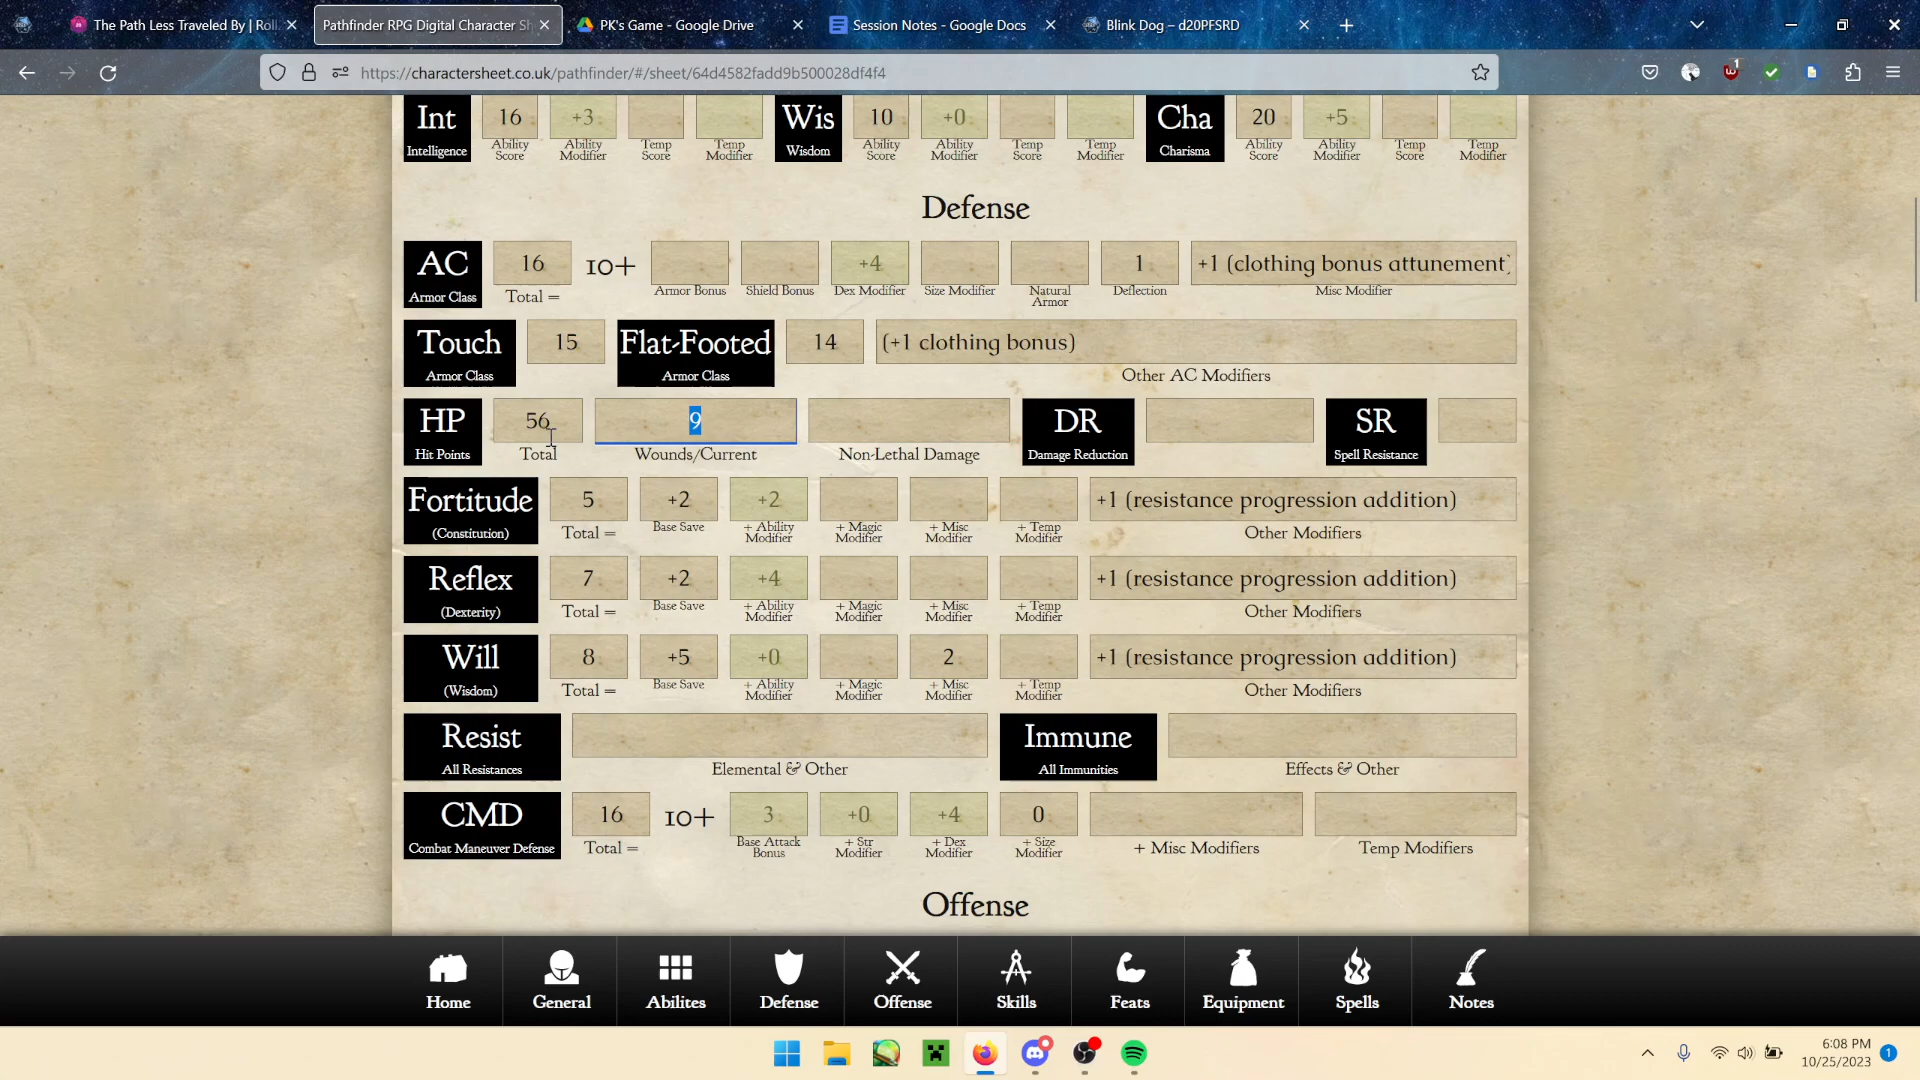 The Path Less Traveled By | Roll
Pathfinder RPG Digital Character Sh
PK's Game - Google Drive
Session Notes - Google Docs
Blink Dog – d20PFSRD
https://charactersheet.co.uk/pathfinder/#/sheet/64d4582fadd9b500028df4f4
1
Int 16 +3 Wis 10 +0 Cha 20 +5
Intelligence Ability Score Ability Modifier Temp Score Temp Modifier Wisdom Ability Score Ability Modifier Temp Score Temp Modifier Charisma Ability Score Ability Modifier Temp Score Temp Modifier
Defense
AC 16 10+ +4 1 +1 (clothing bonus attunement)
Armor Class Total = Armor Bonus Shield Bonus Dex Modifier Size Modifier Natural Armor Deflection Misc Modifier
Touch 15 Flat-Footed 14 (+1 clothing bonus)
Armor Class Armor Class Other AC Modifiers
HP 56 9 DR SR
Hit Points Total Wounds/Current Non-Lethal Damage Damage Reduction Spell Resistance
Fortitude 5 +2 +2 +1 (resistance progression addition)
(Constitution) Total = Base Save + Ability Modifier + Magic Modifier + Misc Modifier + Temp Modifier Other Modifiers
Reflex 7 +2 +4 +1 (resistance progression addition)
(Dexterity) Total = Base Save + Ability Modifier + Magic Modifier + Misc Modifier + Temp Modifier Other Modifiers
Will 8 +5 +0 2 +1 (resistance progression addition)
(Wisdom) Total = Base Save + Ability Modifier + Magic Modifier + Misc Modifier + Temp Modifier Other Modifiers
Resist Immune
All Resistances Elemental & Other All Immunities Effects & Other
CMD 16 10+ 3 +0 +4 0
Combat Maneuver Defense Total = Base Attack Bonus + Str Modifier + Dex Modifier + Size Modifier + Misc Modifiers Temp Modifiers
Offense
Home General Abilites Defense Offense Skills Feats Equipment Spells Notes
6:08 PM
10/25/2023
1